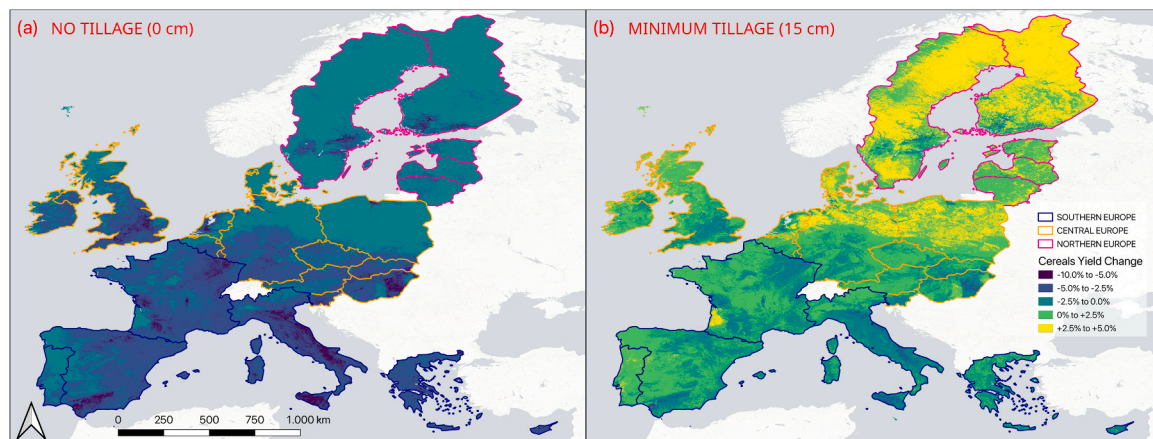 (a) NO TILLAGE (0 cm)
(b) MINIMUM TILLAGE (15 cm)
SOUTHERN EUROPE
CENTRAL EUROPE
NORTHERN EUROPE
Cereals Yield Change
-10.0% to -5.0%
-5.0% to -2.5%
-2.5% to 0.0%
0% to +2.5%
+2.5% to +5.0%
0 250 500 750 1.000 km